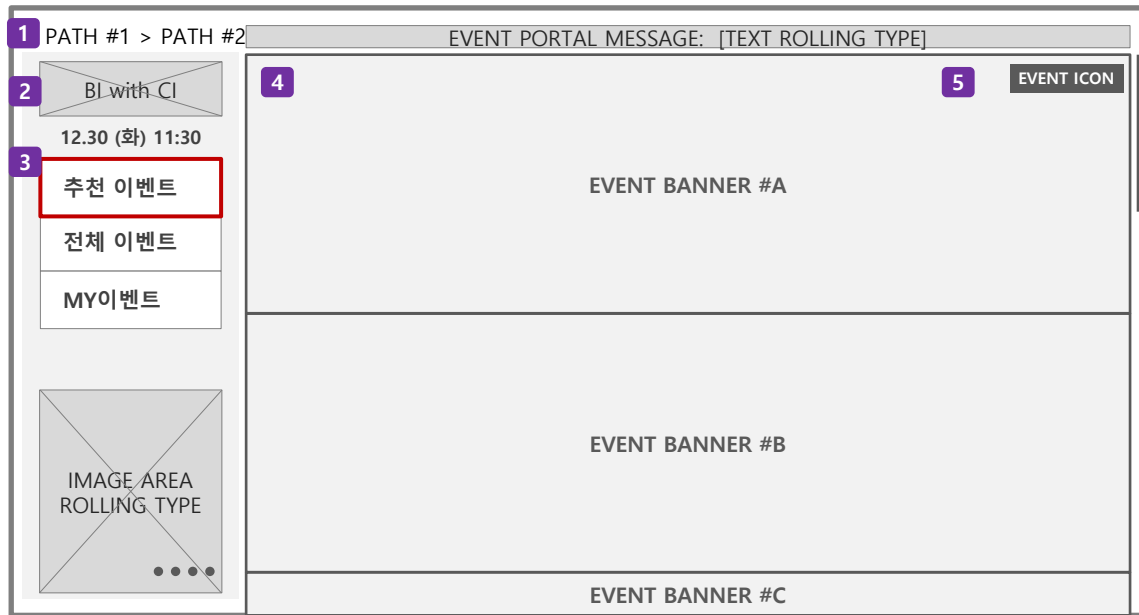 1
PATH #1 > PATH #2
EVENT PORTAL MESSAGE: [TEXT ROLLING TYPE]
2
BI with CI
12.30 (화) 11:30
3
추천 이벤트
전체 이벤트
MY이벤트
IMAGE AREA
ROLLING TYPE
4
5
EVENT ICON
EVENT BANNER #A
EVENT BANNER #B
EVENT BANNER #C